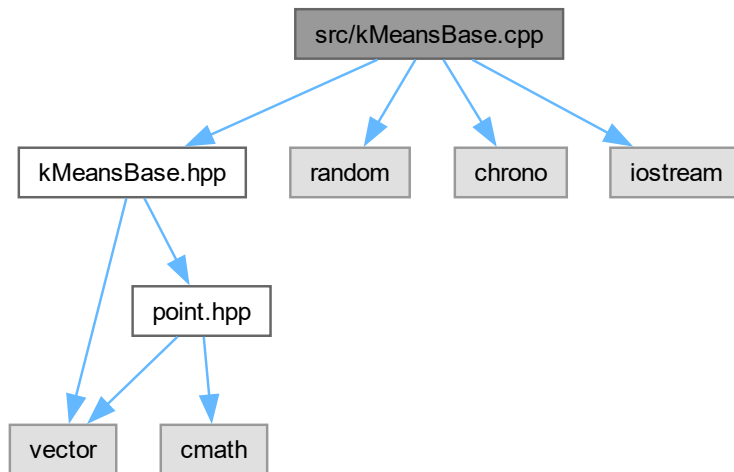 src/kMeansBase.cpp
kMeansBase.hpp
random
chrono
iostream
point.hpp
vector
cmath